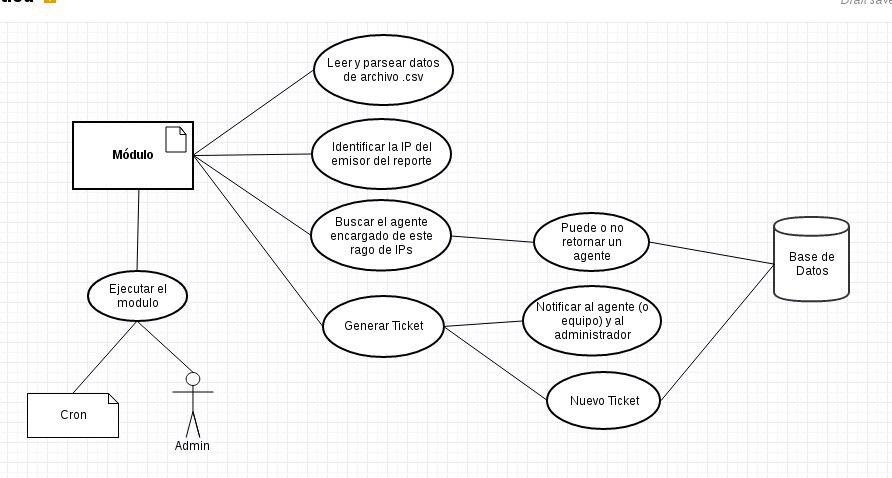 Draft save
Leer y parsear datos
de archivo .csv
Módulo
Identificar la IP del
emisor del reporte
Buscar el agente
encargado de este
rago de IPs
Puede o no
retornar un
agente
Base de
Datos
Ejecutar el
modulo
Generar Ticket
Notificar al agente (o
equipo) y al
administrador
Nuevo Ticket
Cron
Admin